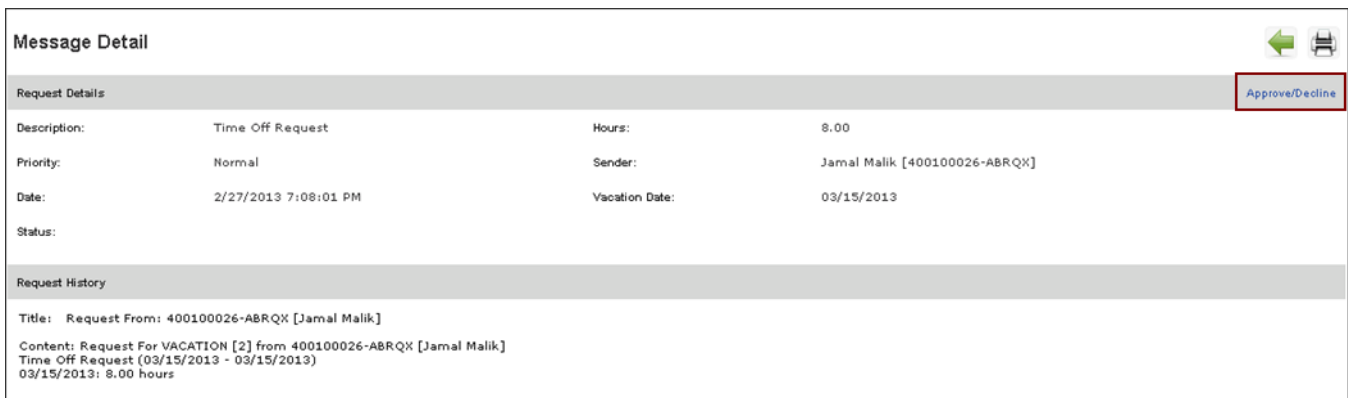 Message Detail
Request Details Approve/Decline
Description: Time Off Request Hours: 8.00
Priority: Normal Sender: Jamal Malik [400100026-ABRQX]
Date: 2/27/2013 7:08:01 PM Vacation Date: 03/15/2013
Status:
Request History
Title: Request From: 400100026-ABRQX [Jamal Malik]
Content: Request For VACATION [2] from 400100026-ABRQX [Jamal Malik]
Time Off Request (03/15/2013 - 03/15/2013)
03/15/2013: 8.00 hours